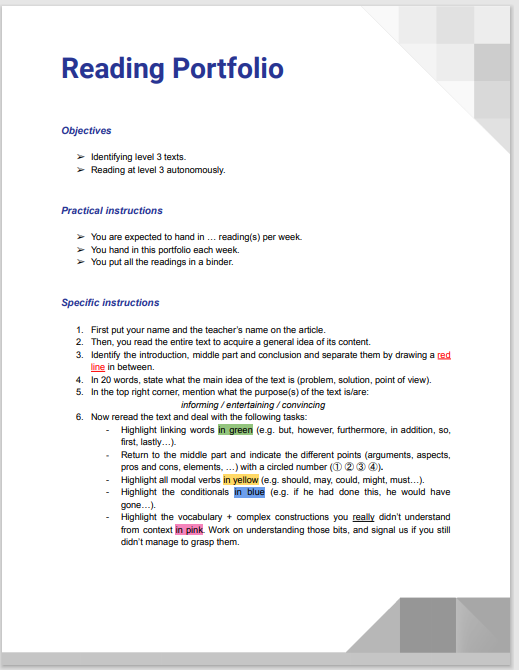 Reading Portfolio
Objectives
➢ Identifying level 3 texts.
➢ Reading at level 3 autonomously.
Practical instructions
➢ You are expected to hand in … reading(s) per week.
➢ You hand in this portfolio each week.
➢ You put all the readings in a binder.
Specific instructions
1. First put your name and the teacher's name on the article.
2. Then, you read the entire text to acquire a general idea of its content.
3. Identify the introduction, middle part and conclusion and separate them by drawing a red
line in between.
4. In 20 words, state what the main idea of the text is (problem, solution, point of view).
5. In the top right corner, mention what the purpose(s) of the text is/are:
informing / entertaining / convincing
6. Now reread the text and deal with the following tasks:
- Highlight linking words in green (e.g. but, however, furthermore, in addition, so,
first, lastly…).
- Return to the middle part and indicate the different points (arguments, aspects,
pros and cons, elements, …) with a circled number (① ② ③ ④).
- Highlight all modal verbs in yellow (e.g. should, may, could, might, must…).
- Highlight the conditionals in blue (e.g. if he had done this, he would have
gone…).
- Highlight the vocabulary + complex constructions you really didn't understand
from context in pink. Work on understanding those bits, and signal us if you still
didn't manage to grasp them.